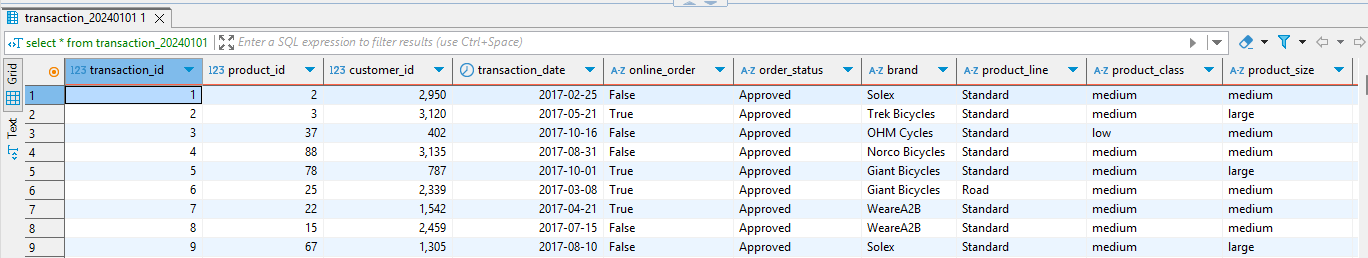 transaction_20240101 1
select * from transaction_20240101 Enter a SQL expression to filter results (use Ctrl+Space)
Grid
Text
123 transaction_id 123 product_id 123 customer_id transaction_date A-Z online_order A-Z order_status A-Z brand A-Z product_line A-Z product_class A-Z product_size
1 1 2 2,950 2017-02-25 False Approved Solex Standard medium medium
2 2 3 3,120 2017-05-21 True Approved Trek Bicycles Standard medium large
3 3 37 402 2017-10-16 False Approved OHM Cycles Standard low medium
4 4 88 3,135 2017-08-31 False Approved Norco Bicycles Standard medium medium
5 5 78 787 2017-10-01 True Approved Giant Bicycles Standard medium large
6 6 25 2,339 2017-03-08 True Approved Giant Bicycles Road medium medium
7 7 22 1,542 2017-04-21 True Approved WeareA2B Standard medium medium
8 8 15 2,459 2017-07-15 False Approved WeareA2B Standard medium medium
9 9 67 1,305 2017-08-10 False Approved Solex Standard medium large